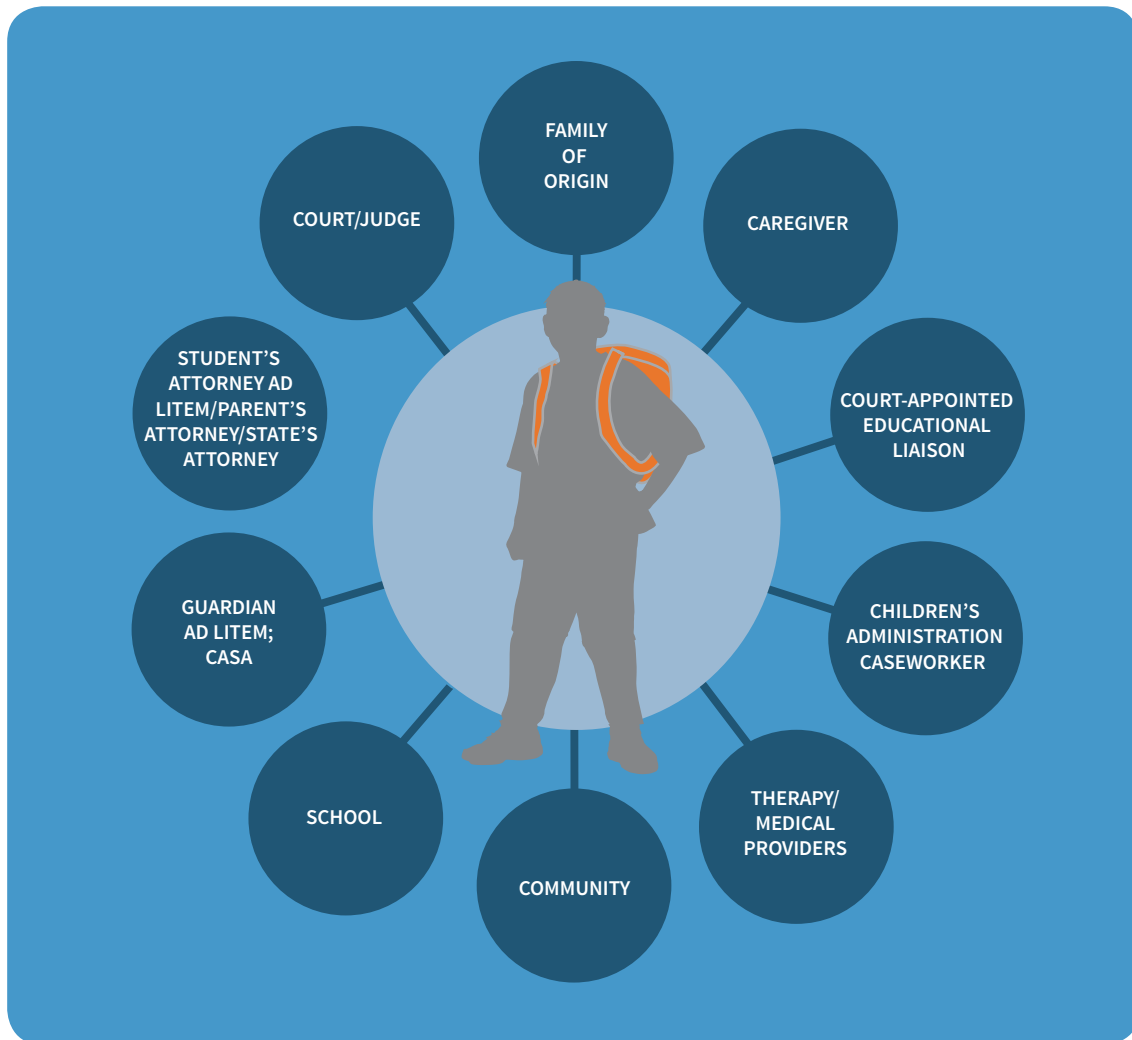 FAMILY
OF
ORIGIN
CAREGIVER
COURT-APPOINTED
EDUCATIONAL
LIAISON
CHILDREN’S
ADMINISTRATION
CASEWORKER
THERAPY/
MEDICAL
PROVIDERS
COMMUNITY
SCHOOL
GUARDIAN
AD LITEM;
CASA
STUDENT’S
ATTORNEY AD
LITEM/PARENT’S
ATTORNEY/STATE’S
ATTORNEY
COURT/JUDGE